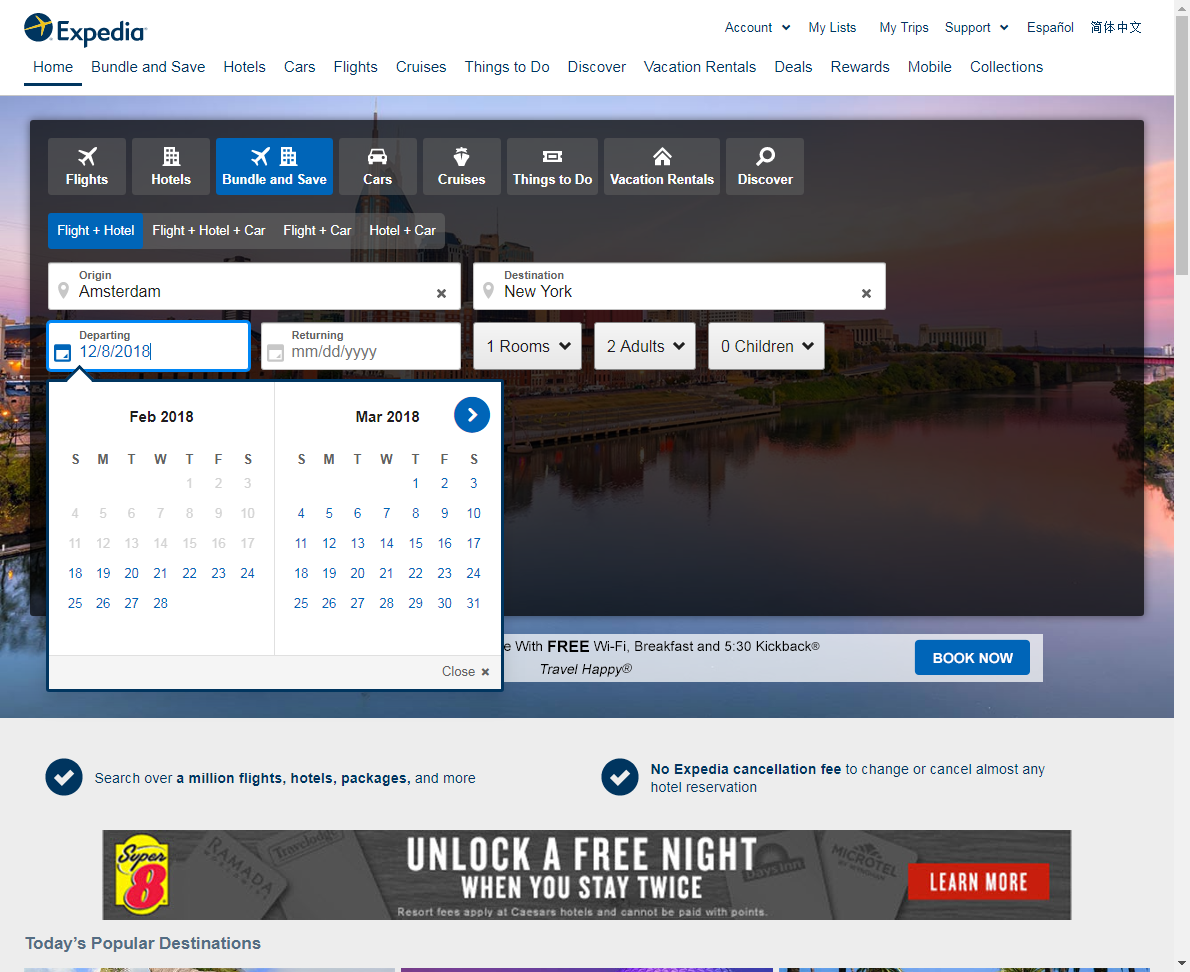 Expedia
Account My Lists My Trips Support Español 简体中文
Home Bundle and Save Hotels Cars Flights Cruises Things to Do Discover Vacation Rentals Deals Rewards Mobile Collections
Flights Hotels Bundle and Save Cars Cruises Things to Do Vacation Rentals Discover
Flight + Hotel Flight + Hotel + Car Flight + Car Hotel + Car
Origin
Amsterdam
Destination
New York
Departing
12/8/2018
Returning
mm/dd/yyyy
1 Rooms 2 Adults 0 Children
Feb 2018
S M T W T F S
1 2 3
4 5 6 7 8 9 10
11 12 13 14 15 16 17
18 19 20 21 22 23 24
25 26 27 28
Mar 2018
S M T W T F S
1 2 3
4 5 6 7 8 9 10
11 12 13 14 15 16 17
18 19 20 21 22 23 24
25 26 27 28 29 30 31
Close
e With FREE Wi-Fi, Breakfast and 5:30 Kickback®
Travel Happy®
BOOK NOW
Search over a million flights, hotels, packages, and more
No Expedia cancellation fee to change or cancel almost any
hotel reservation
Super
8
RAMADA
Travelodge
UNLOCK A FREE NIGHT
WHEN YOU STAY TWICE
Resort fees apply at Caesars hotels and cannot be paid with points.
Days Inn
MICROTEL
LEARN MORE
Today's Popular Destinations